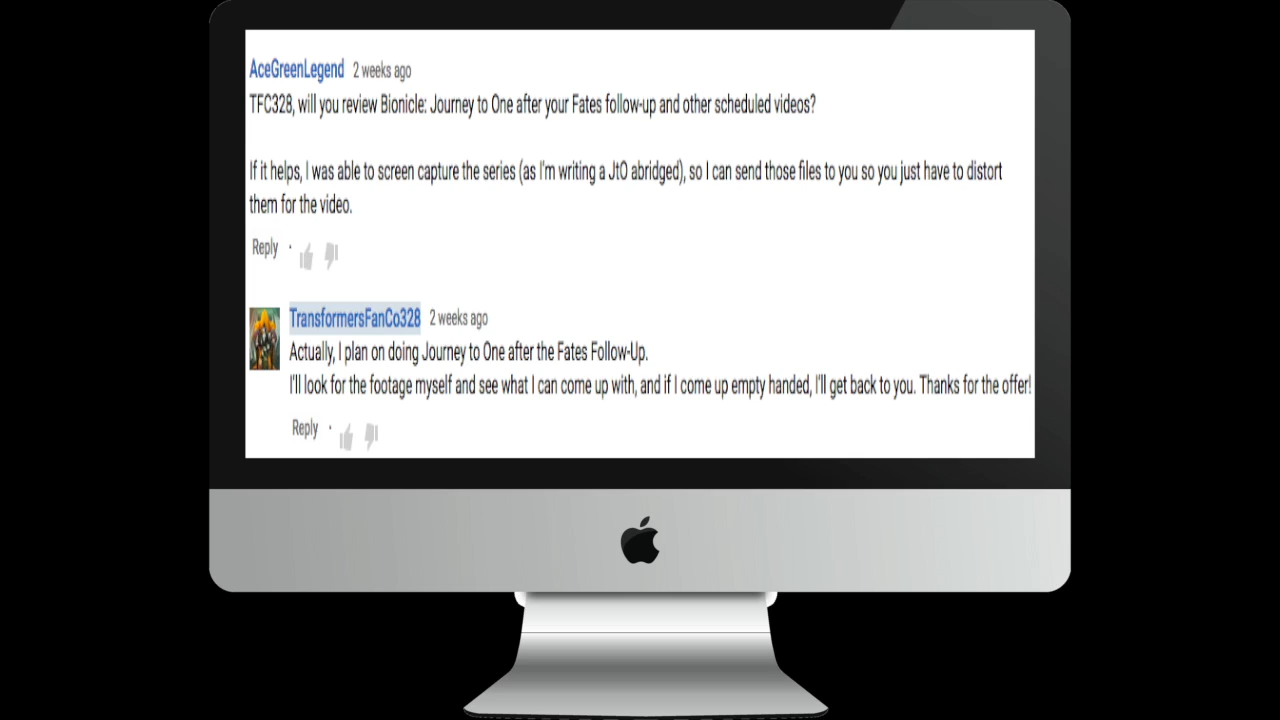 AceGreenLegend 2 weeks ago
TFC328, will you review Bionicle: Journey to One after your Fates follow-up and other scheduled videos?
If it helps, I was able to screen capture the series (as I'm writing a JtO abridged), so I can send those files to you so you just have to distort
them for the video.
Reply ·
TransformersFanCo328 2 weeks ago
Actually, I plan on doing Journey to One after the Fates Follow-Up.
I'll look for the footage myself and see what I can come up with, and if I come up empty handed, I'll get back to you. Thanks for the offer!
Reply ·